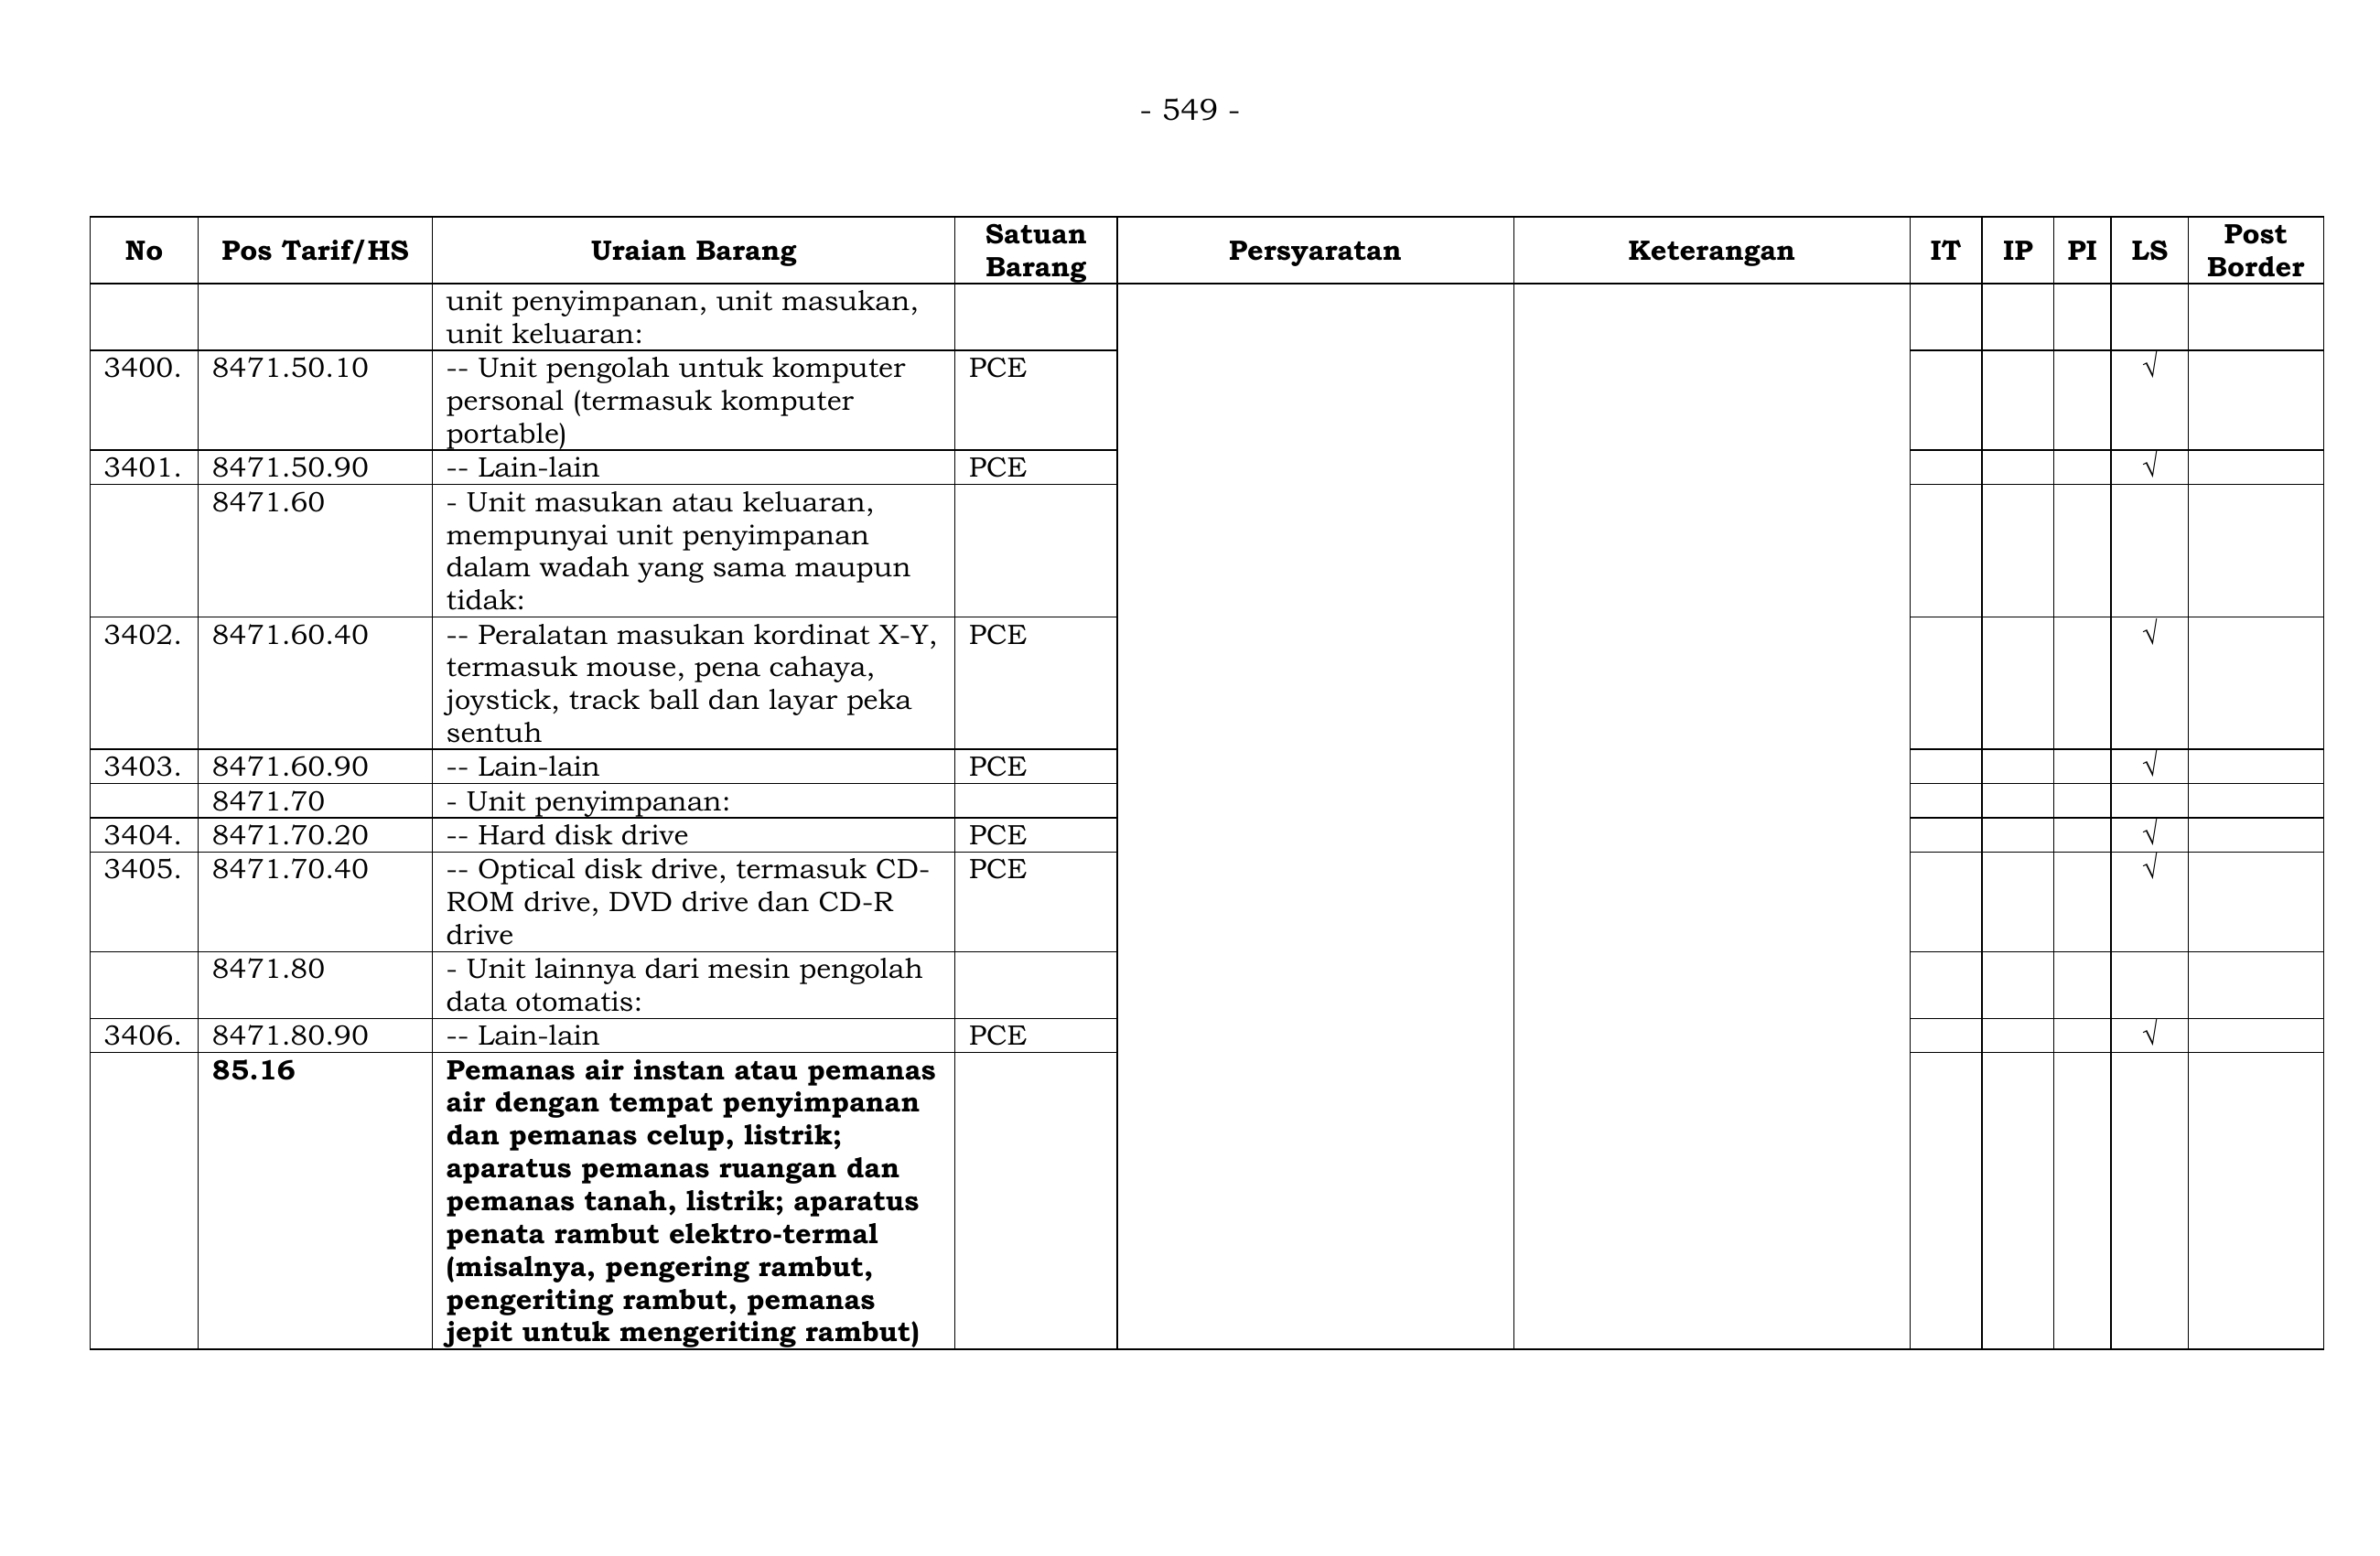 - 549 -
No Pos Tarif/HS Uraian Barang Satuan Barang Persyaratan Keterangan IT IP PI LS Post Border
unit penyimpanan, unit masukan,
unit keluaran:
3400. 8471.50.10 -- Unit pengolah untuk komputer PCE √
personal (termasuk komputer
portable)
3401. 8471.50.90 -- Lain-lain PCE √
8471.60 - Unit masukan atau keluaran,
mempunyai unit penyimpanan
dalam wadah yang sama maupun
tidak:
3402. 8471.60.40 -- Peralatan masukan kordinat X-Y, PCE √
termasuk mouse, pena cahaya,
joystick, track ball dan layar peka
sentuh
3403. 8471.60.90 -- Lain-lain PCE √
8471.70 - Unit penyimpanan:
3404. 8471.70.20 -- Hard disk drive PCE √
3405. 8471.70.40 -- Optical disk drive, termasuk CD- PCE √
ROM drive, DVD drive dan CD-R
drive
8471.80 - Unit lainnya dari mesin pengolah
data otomatis:
3406. 8471.80.90 -- Lain-lain PCE √
85.16 Pemanas air instan atau pemanas
air dengan tempat penyimpanan
dan pemanas celup, listrik;
aparatus pemanas ruangan dan
pemanas tanah, listrik; aparatus
penata rambut elektro-termal
(misalnya, pengering rambut,
pengeriting rambut, pemanas
jepit untuk mengeriting rambut)